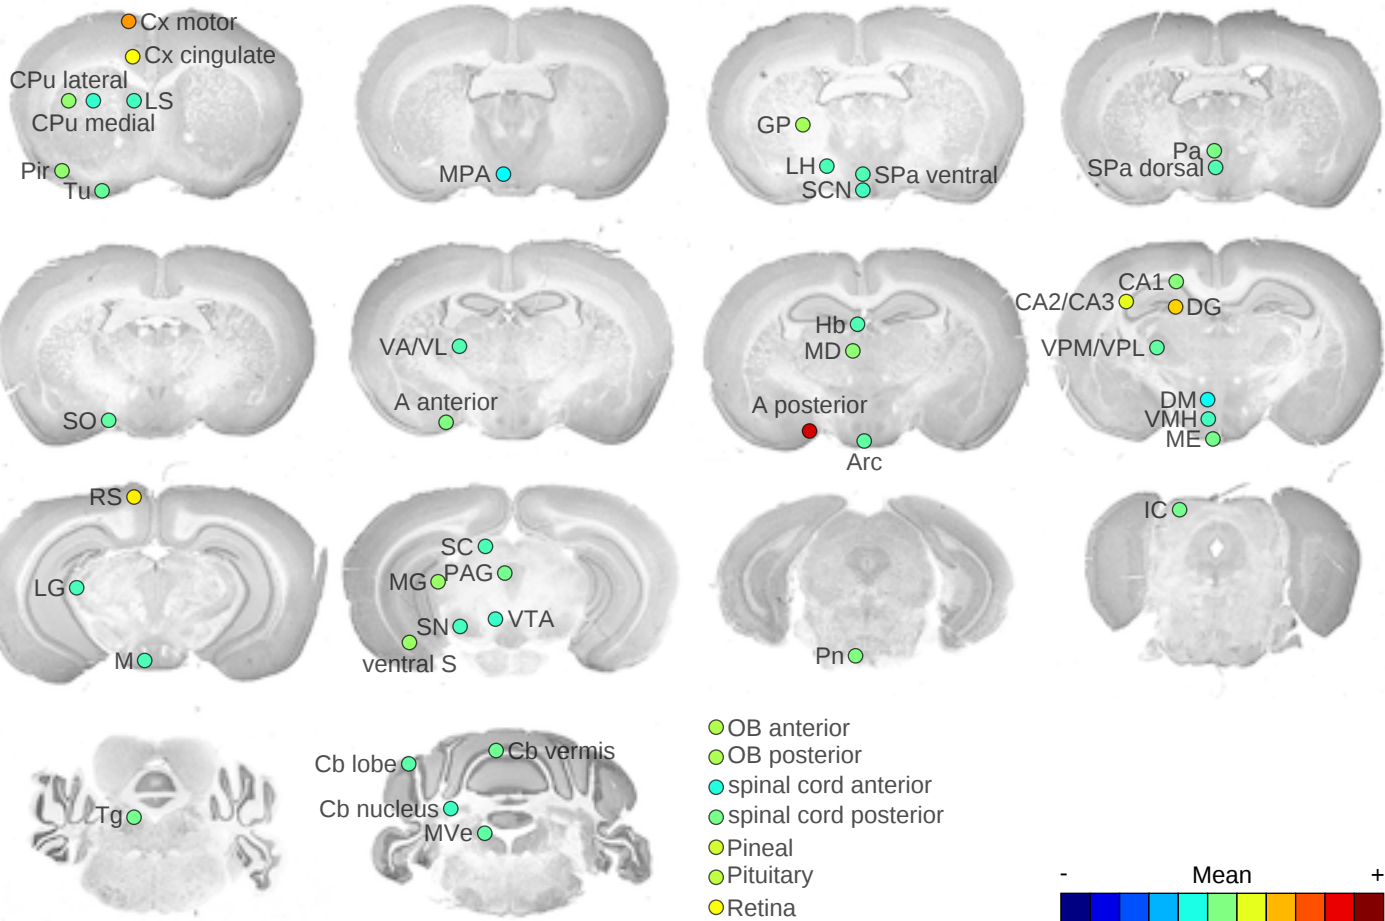 Cx motor
Cx cingulate
CPu lateral
LS
CPu medial
Pir
Tu
MPA
GP
LH
SPa ventral
SCN
Pa
SPa dorsal
SO
VA/VL
A anterior
Hb
MD
A posterior
Arc
CA1
CA2/CA3
DG
VPM/VPL
DM
VMH
ME
RS
LG
M
SC
PAG
MG
SN
VTA
ventral S
Pn
IC
Tg
Cb vermis
Cb lobe
Cb nucleus
MVe
OB anterior
OB posterior
spinal cord anterior
spinal cord posterior
Pineal
Pituitary
Retina
- Mean +